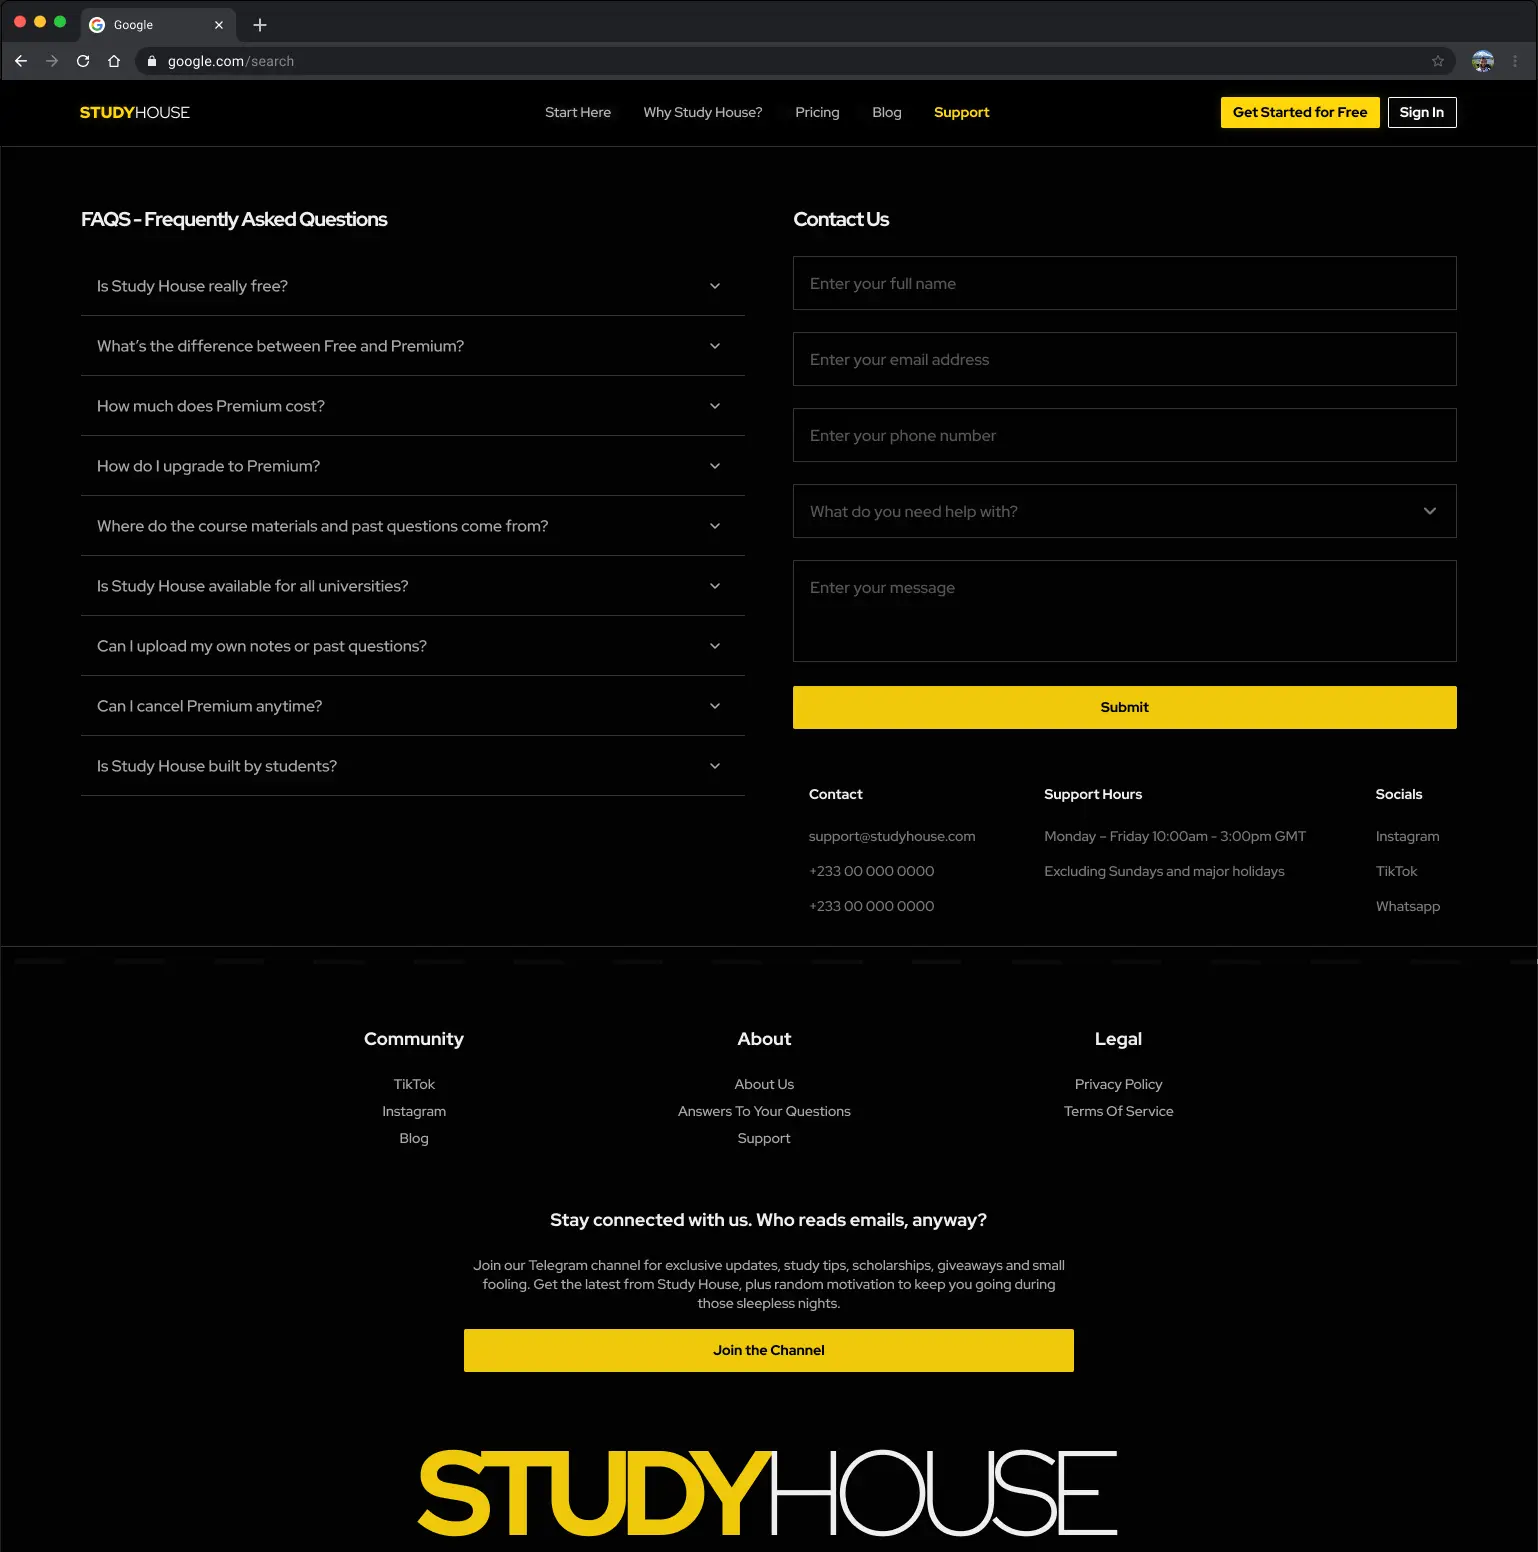 Google
google.com/search
STUDYHOUSE
Start Here
Why Study House?
Pricing
Blog
Support
Get Started for Free
Sign In
FAQS - Frequently Asked Questions
Is Study House really free?
What's the difference between Free and Premium?
How much does Premium cost?
How do I upgrade to Premium?
Where do the course materials and past questions come from?
Is Study House available for all universities?
Can I upload my own notes or past questions?
Can I cancel Premium anytime?
Is Study House built by students?
Contact Us
Enter your full name
Enter your email address
Enter your phone number
What do you need help with?
Enter your message
Submit
Contact
support@studyhouse.com
+233 00 000 0000
+233 00 000 0000
Support Hours
Monday – Friday 10:00am - 3:00pm GMT
Excluding Sundays and major holidays
Socials
Instagram
TikTok
Whatsapp
Community
TikTok
Instagram
Blog
About
About Us
Answers To Your Questions
Support
Legal
Privacy Policy
Terms Of Service
Stay connected with us. Who reads emails, anyway?
Join our Telegram channel for exclusive updates, study tips, scholarships, giveaways and small
fooling. Get the latest from Study House, plus random motivation to keep you going during
those sleepless nights.
Join the Channel
STUDYHOUSE